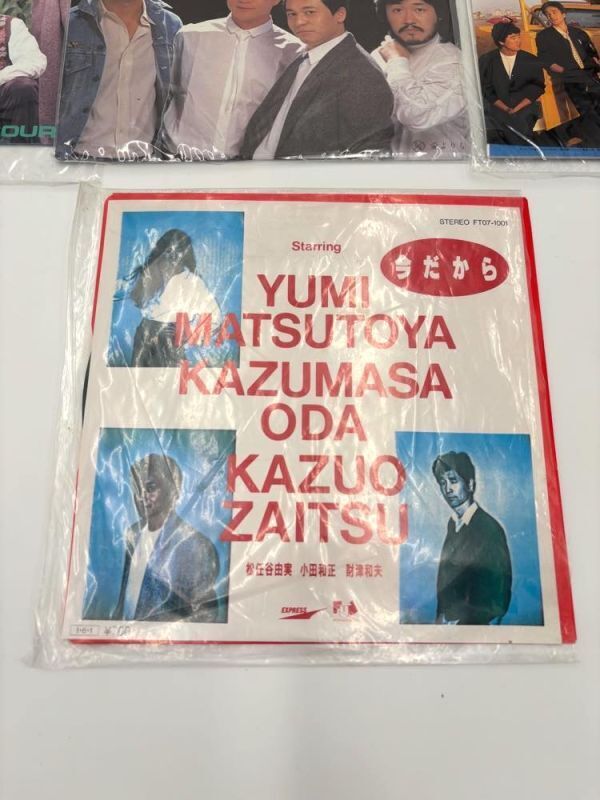 OUR
STEREO FT07-1001
Starring
今だから
YUMI
MATSUTOYA
KAZUMASA
ODA
KAZUO
ZAITSU
松任谷由実 小田和正 財津和夫
EXPRESS